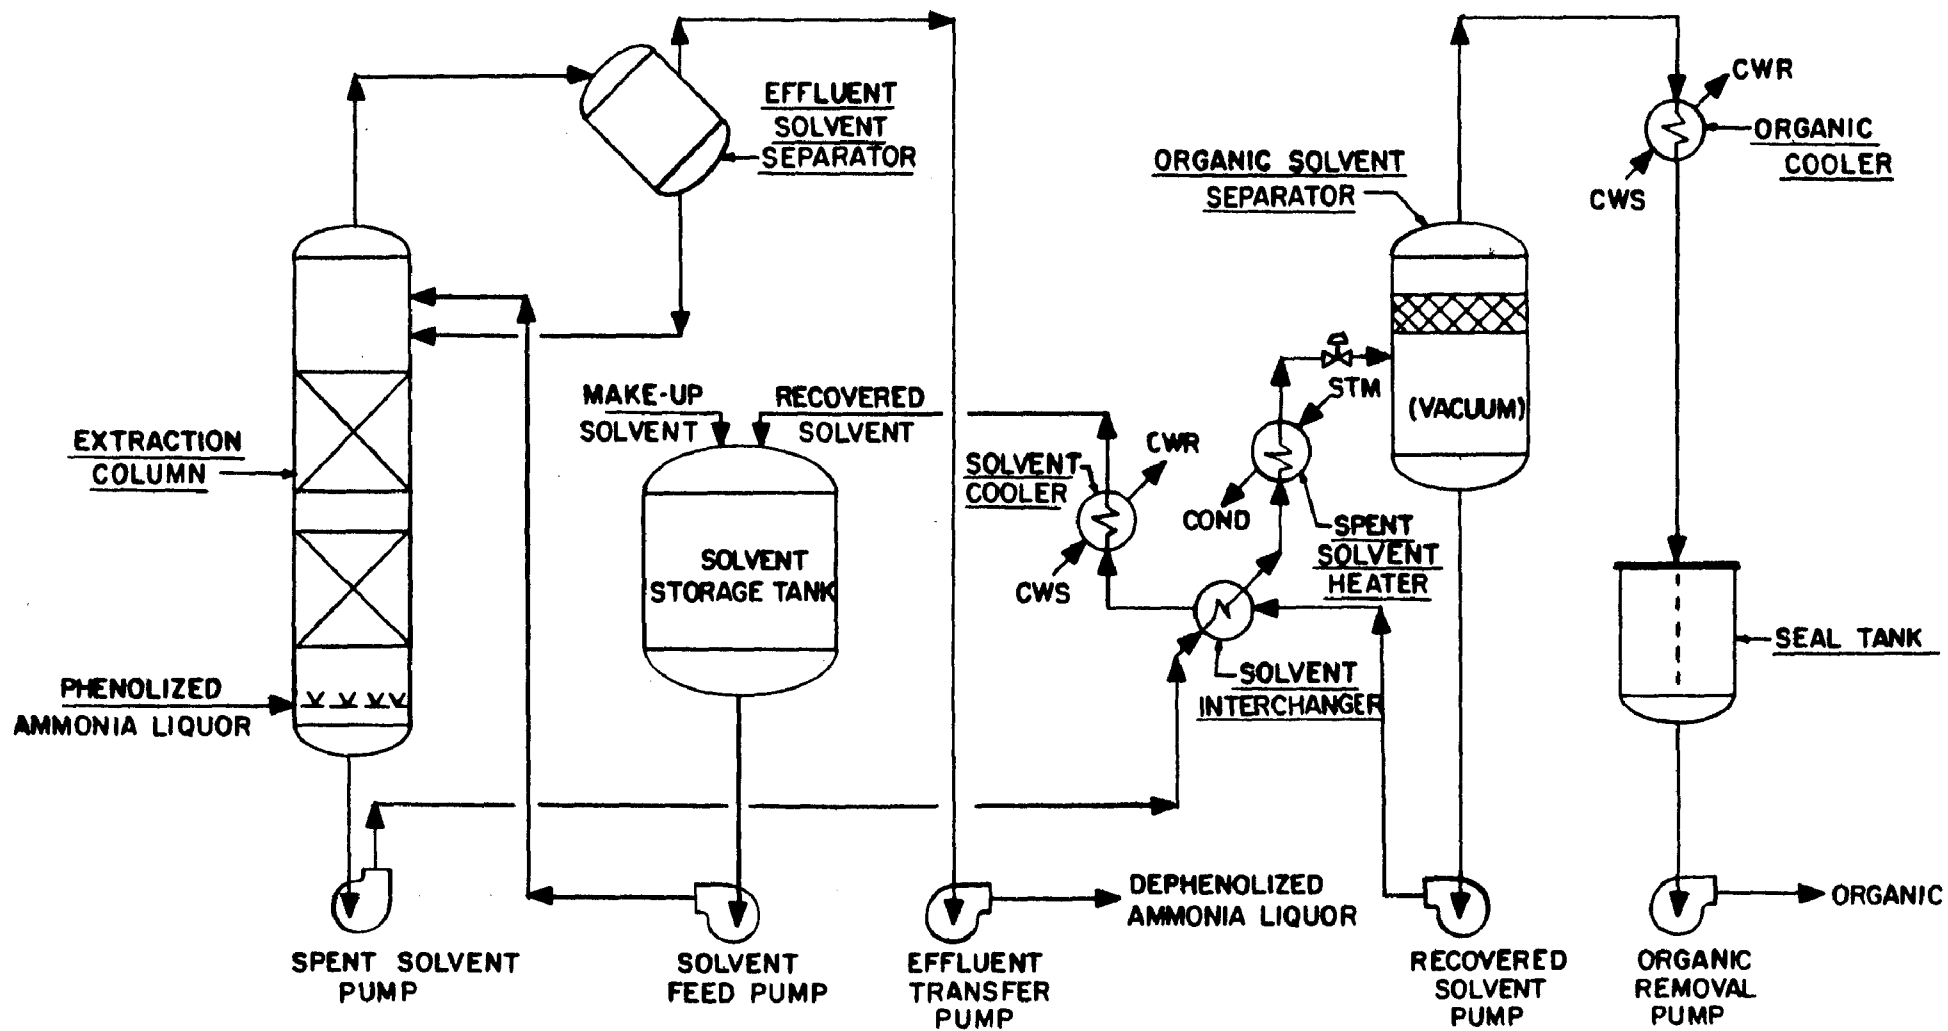 EFFLUENT
SOLVENT
SEPARATOR
CWR
ORGANIC
COOLER
CWS
ORGANIC SOLVENT
SEPARATOR
MAKE-UP
SOLVENT
RECOVERED
SOLVENT
STM
(VACUUM)
EXTRACTION
COLUMN
SOLVENT
COOLER
CWR
COND
SPENT
SOLVENT
HEATER
SOLVENT
STORAGE TANK
CWS
SEAL TANK
SOLVENT
INTERCHANGER
PHENOLIZED
AMMONIA LIQUOR
DEPHENOLIZED
AMMONIA LIQUOR
ORGANIC
SPENT SOLVENT
PUMP
SOLVENT
FEED PUMP
EFFLUENT
TRANSFER
PUMP
RECOVERED
SOLVENT
PUMP
ORGANIC
REMOVAL
PUMP